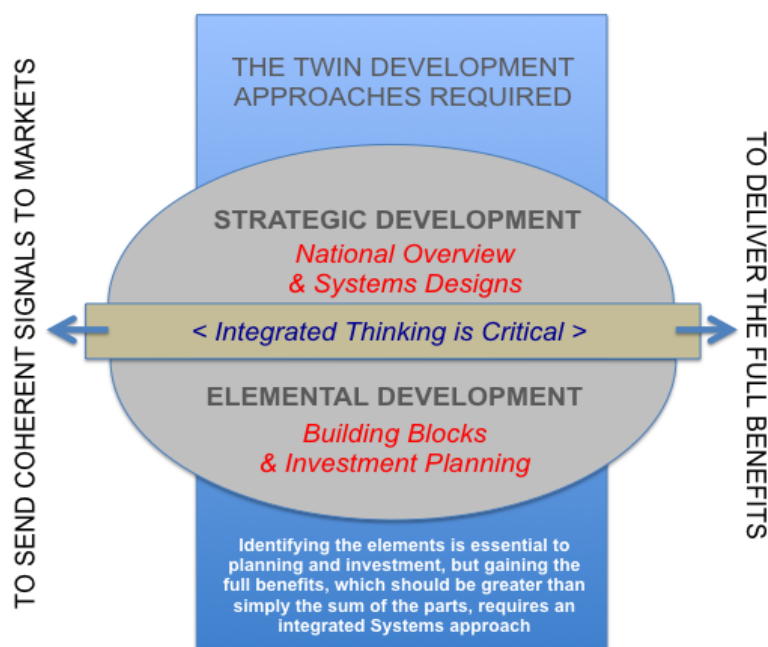 THE TWIN DEVELOPMENT
APPROACHES REQUIRED
TO SEND COHERENT SIGNALS TO MARKETS
STRATEGIC DEVELOPMENT
National Overview
& Systems Designs
< Integrated Thinking is Critical >
ELEMENTAL DEVELOPMENT
Building Blocks
& Investment Planning
TO DELIVER THE FULL BENEFITS
Identifying the elements is essential to
planning and investment, but gaining the
full benefits, which should be greater than
simply the sum of the parts, requires an
integrated Systems approach